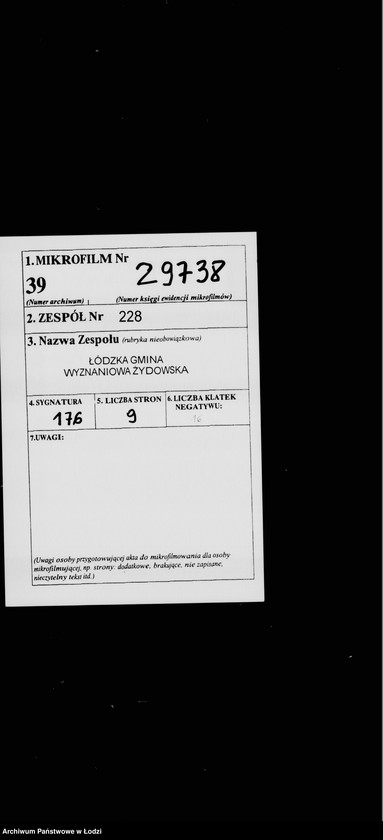 1. MIKROFILM Nr 29738
39
(Numer archiwum) (Numer księgi ewidencji mikrofilmów)
2. ZESPÓŁ Nr 228
3. Nazwa Zespołu (rubryka nieobowiązkowa)
ŁÓDZKA GMINA
WYZNANIOWA ŻYDOWSKA
4. SYGNATURA 5. LICZBA STRON 6. LICZBA KLATEK
NEGATYWU:
176 9
7.UWAGI:
(Uwagi osoby przygotowującej akta do mikrofilmowania dla osoby
mikrofilmującej, np. strony: dodatkowe, brakujące, nie zapisane,
nieczytelny tekst itd.)
Archiwum Państwowe w Łodzi